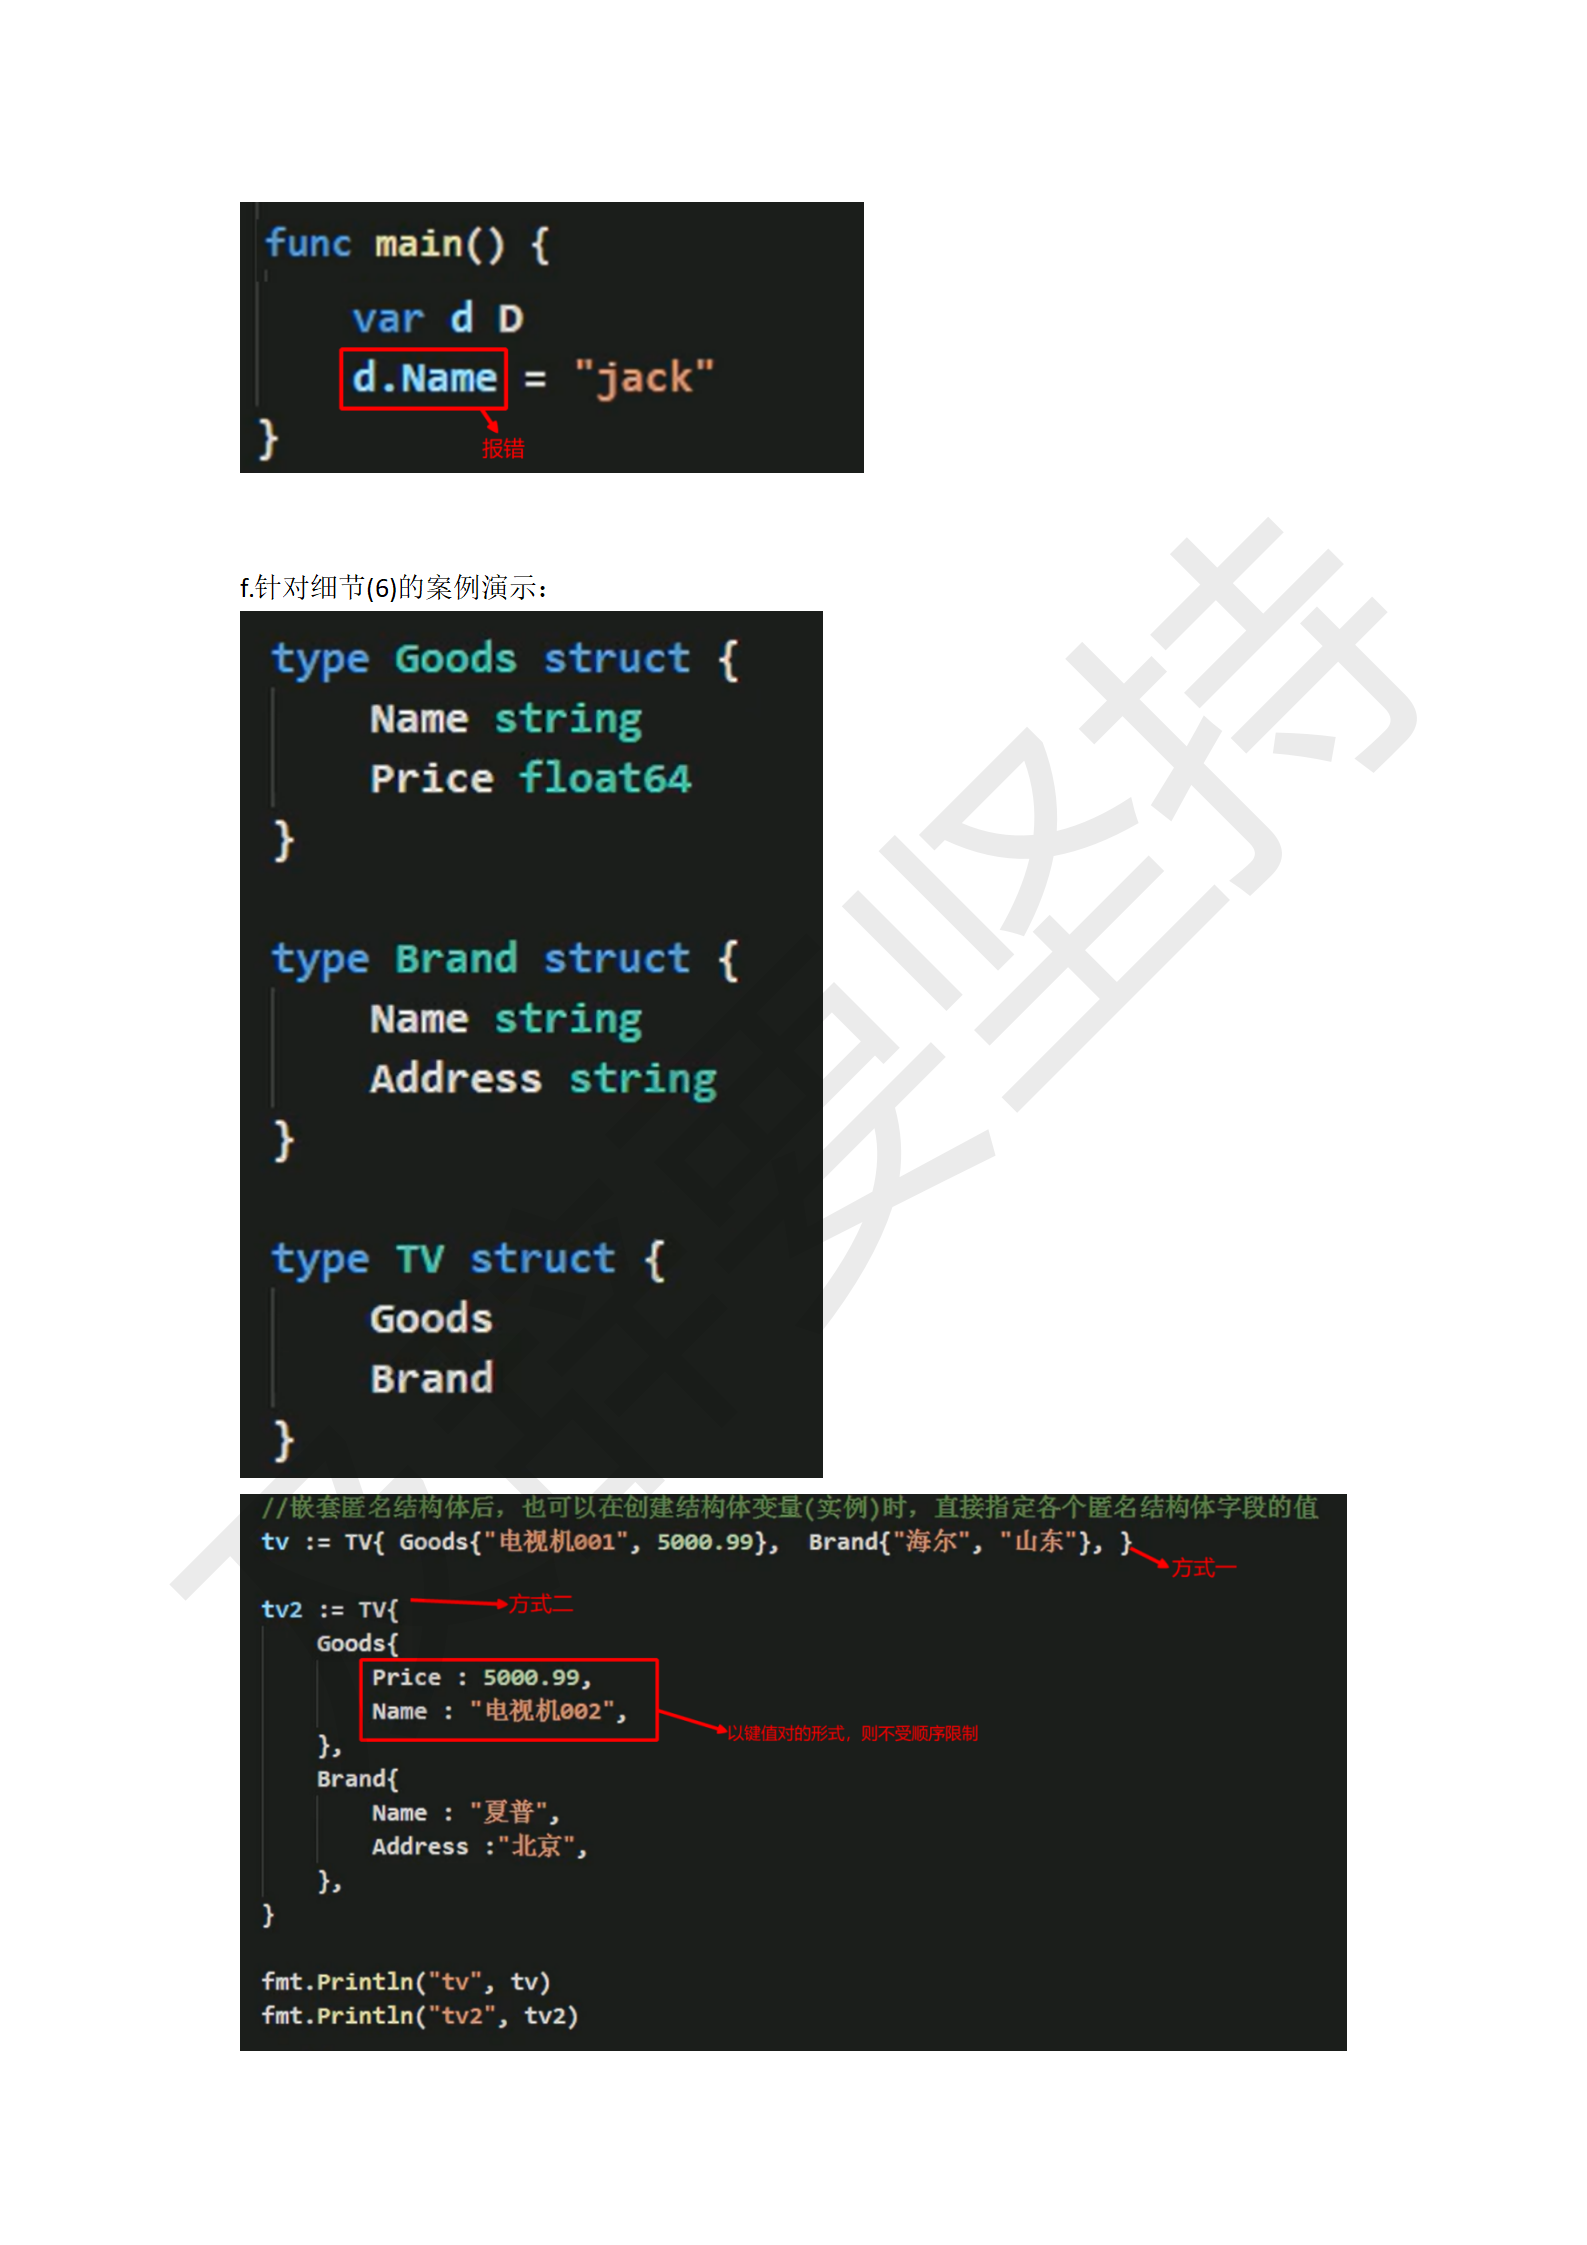 func main() {
var d D
d.Name = "jack"
报错
}
f.针对细节(6)的案例演示：
type Goods struct {
Name string
Price float64
}
type Brand struct {
Name string
Address string
}
type TV struct {
Goods
Brand
}
//嵌套匿名结构体后，也可以在创建结构体变量(实例)时，直接指定各个匿名结构体字段的值
tv := TV{ Goods{"电视机001", 5000.99},  Brand{"海尔", "山东"}, }
方式一
tv2 := TV{
方式二
Goods{
Price : 5000.99,
Name : "电视机002",
以键值对的形式，则不受顺序限制
},
Brand{
Name : "夏普",
Address :"北京",
},
}
fmt.Println("tv", tv)
fmt.Println("tv2", tv2)
要坚持